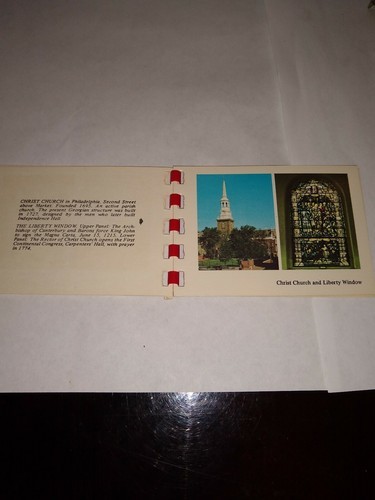 CHRIST CHURCH in Philadelphia, Second Street
above Market. Founded 1695. An active parish
church. The present Georgian structure was built
in 1727, designed by the man who later built
Independence Hall.
THE LIBERTY WINDOW. Upper Panel: The Arch-
bishop of Canterbury and Barons force King John
to sign the Magna Carta, June 15, 1215. Lower
Panel: The Rector of Christ Church opens the First
Continental Congress, Carpenters' Hall, with prayer
in 1774.
Christ Church and Liberty Window